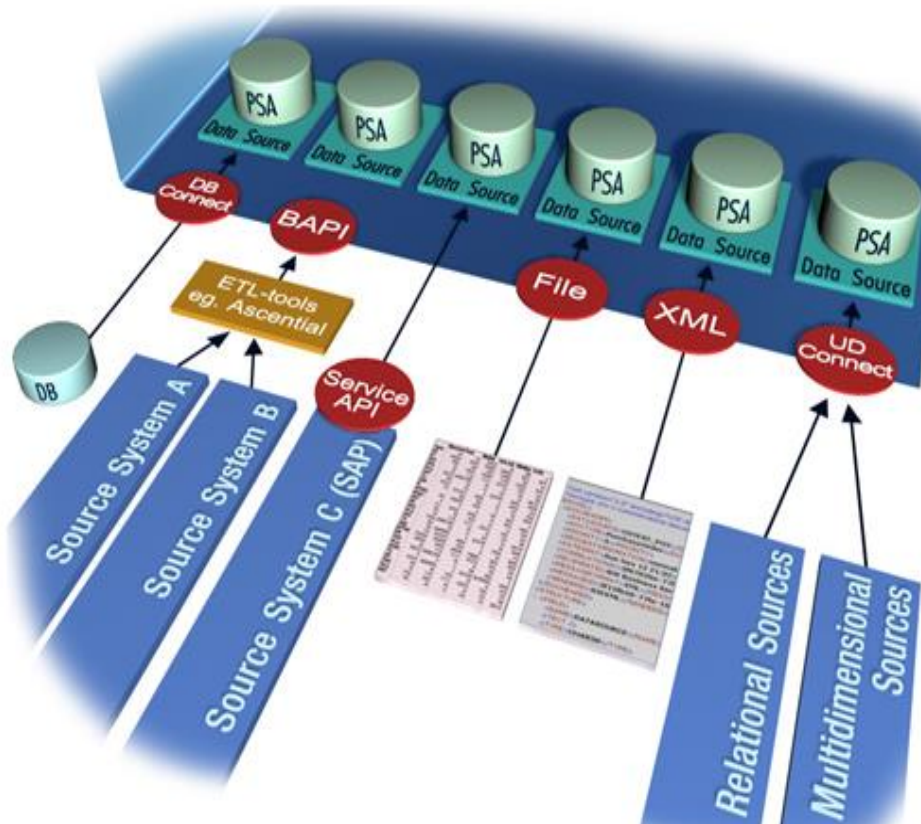 PSA
Data Source
PSA
Data Source
PSA
Data Source
PSA
Data Source
PSA
Data Source
PSA
Data Source
DB
Connect
BAPI
File
XML
UD
Connect
ETL-tools
eg. Ascential
Service
API
DB
Source System A
Source System B
Source System C (SAP)
Relational Sources
Multidimensional
Sources